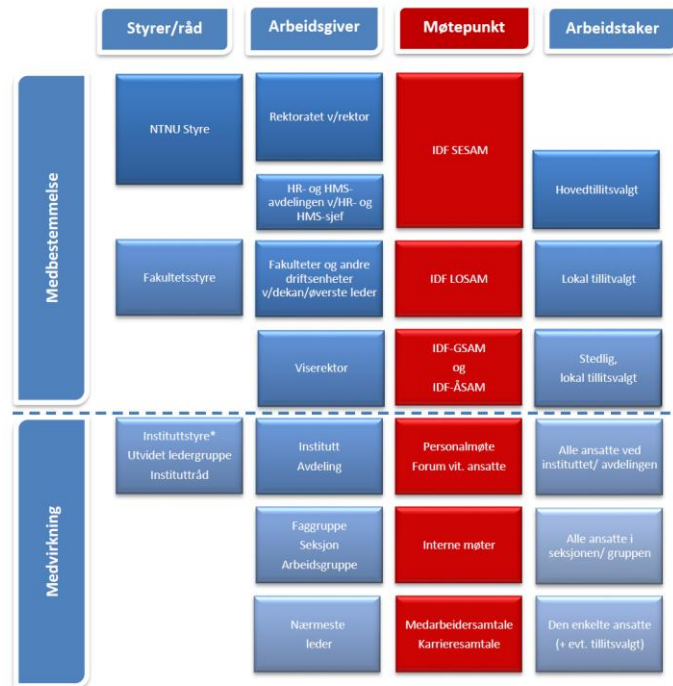 Styrer/råd
Arbeidsgiver
Møtepunkt
Arbeidstaker
Medbestemmelse
NTNU Styre
Rektoratet v/rektor
IDF SESAM
HR- og HMS-
avdelingen v/HR- og
HMS-sjef
Hovedtillitsvalgt
Fakultetsstyre
Fakulteter og andre
driftsenheter
v/dekan/øverste leder
IDF LOSAM
Lokal tillitvalgt
Viserektor
IDF-GSAM
og
IDF-ÅSAM
Stedlig,
lokal tillitsvalgt
Medvirkning
Instituttstyre*
Utvidet ledergruppe
Instituttråd
Institutt
Avdeling
Personalmøte
Forum vit. ansatte
Alle ansatte ved
instituttet/ avdelingen
Faggruppe
Seksjon
Arbeidsgruppe
Interne møter
Alle ansatte i
seksjonen/ gruppen
Nærmeste
leder
Medarbeidersamtale
Karrieresamtale
Den enkelte ansatte
(+ evt. tillitsvalgt)